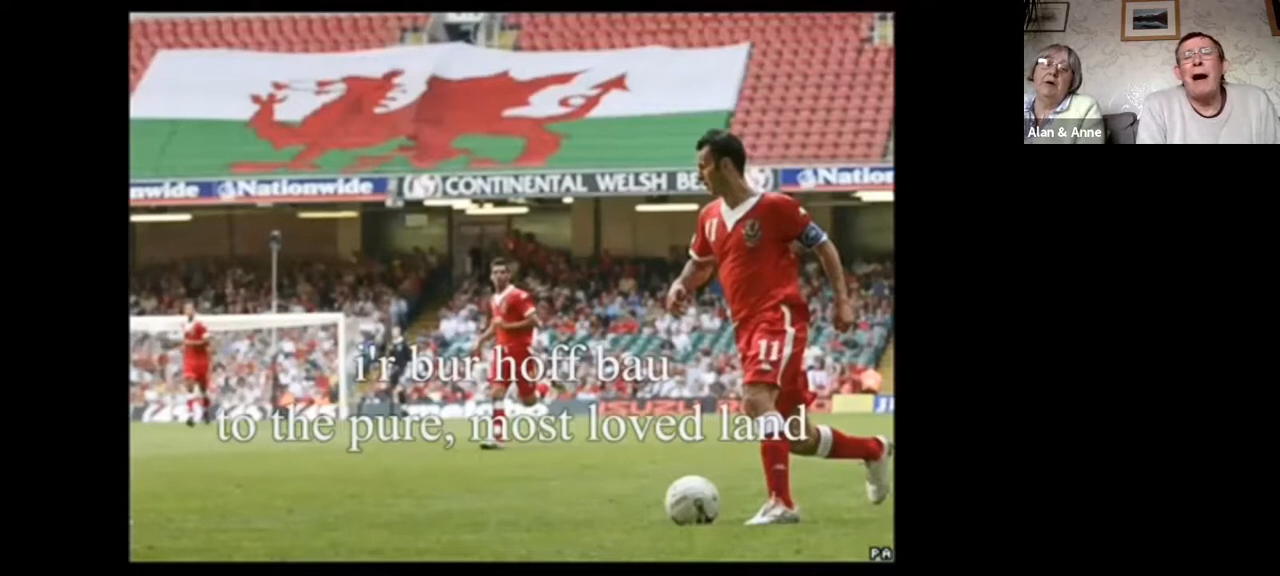 nwide
Nationwide
CONTINENTAL WELSH BE
Nation
11
11
i'r bur hoff bau
to the pure, most loved land
PA
Alan & Anne